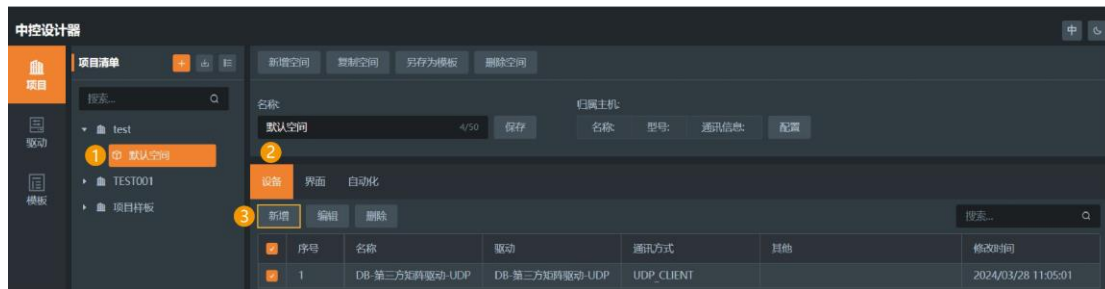 中控设计器
中
项目
项目清单
新增空间 复制空间 另存为模板 删除空间
搜索...
名称:
归属主机:
test
默认空间 4/50 保存
名称: 型号: 通讯信息: 配置
驱动
1 默认空间
2
TEST001
设备 界面 自动化
模板
项目样板
3 新增 编辑 删除
搜索...
序号 名称 驱动 通讯方式 其他 修改时间
1 DB-第三方矩阵驱动-UDP DB-第三方矩阵驱动-UDP UDP_CLIENT 2024/03/28 11:05:01